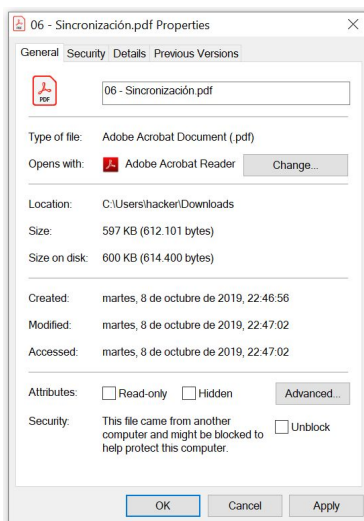 06 - Sincronización.pdf Properties
General Security Details Previous Versions
PDF
06 - Sincronización.pdf
Type of file: Adobe Acrobat Document (.pdf)
Opens with: Adobe Acrobat Reader Change...
Location: C:\Users\hacker\Downloads
Size: 597 KB (612.101 bytes)
Size on disk: 600 KB (614.400 bytes)
Created: martes, 8 de octubre de 2019, 22:46:56
Modified: martes, 8 de octubre de 2019, 22:47:02
Accessed: martes, 8 de octubre de 2019, 22:47:02
Attributes: Read-only Hidden Advanced...
Security: This file came from another
computer and might be blocked to
help protect this computer.
Unblock
OK Cancel Apply